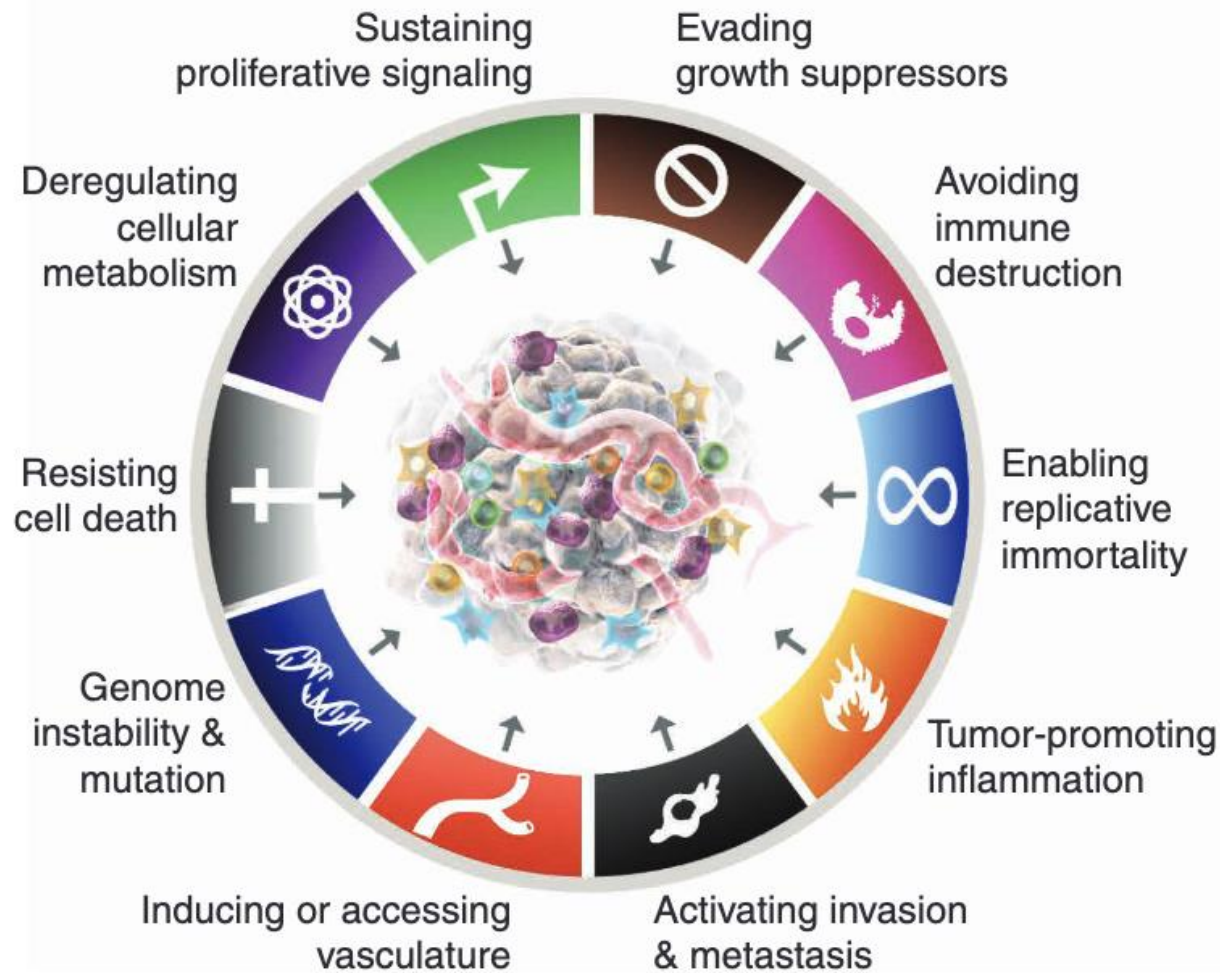 Sustaining
proliferative signaling
Evading
growth suppressors
Avoiding
immune
destruction
Enabling
replicative
immortality
Tumor-promoting
inflammation
Activating invasion
& metastasis
Inducing or accessing
vasculature
Genome
instability &
mutation
Resisting
cell death
Deregulating
cellular
metabolism